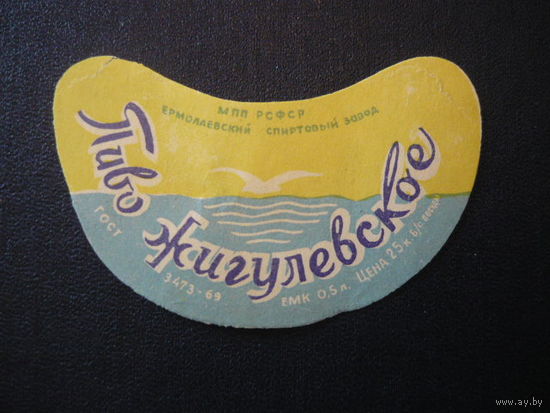 МПП РСФСР
ЕРМОЛАЕВСКИЙ СПИРТОВЫЙ ЗАВОД
Пиво Жигулевское
ГОСТ 3473-69
ЕМК 0,5 л. ЦЕНА 25 к. Б/С
www.ay.by